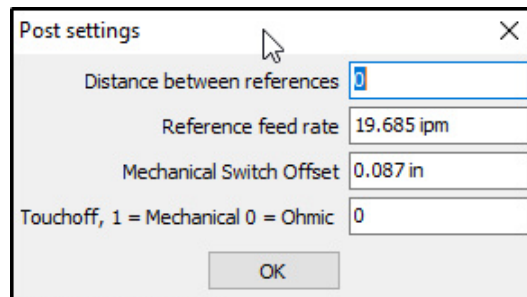 Post settings
Distance between references 0
Reference feed rate 19.685 ipm
Mechanical Switch Offset 0.087 in
Touchoff, 1 = Mechanical 0 = Ohmic 0
OK